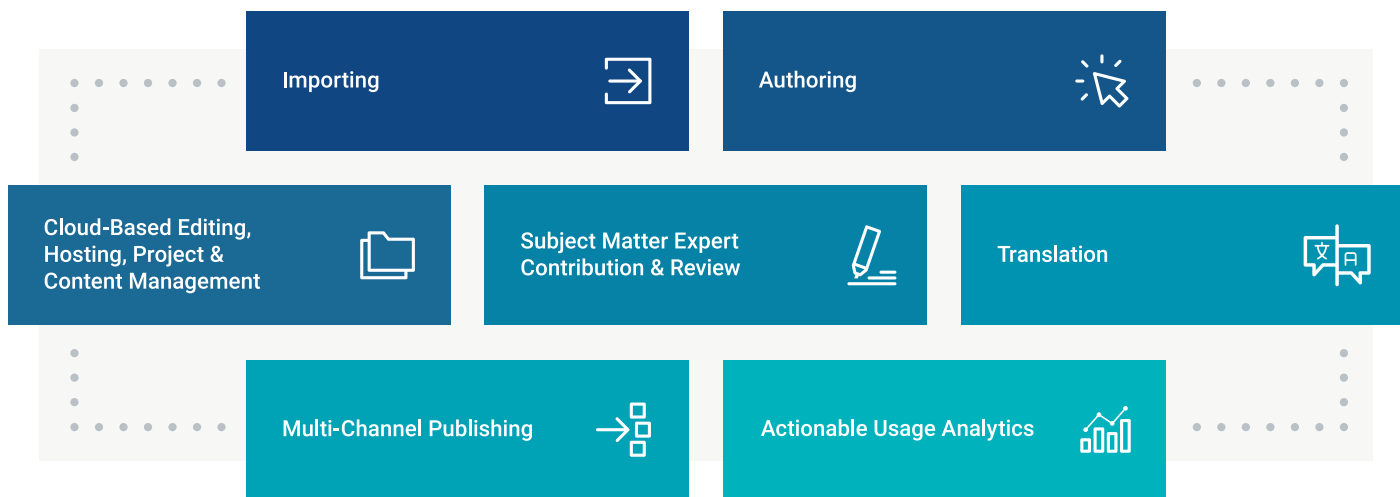 Importing
Authoring
Cloud-Based Editing,
Hosting, Project &
Content Management
Subject Matter Expert
Contribution & Review
Translation
文
A
Multi-Channel Publishing
Actionable Usage Analytics